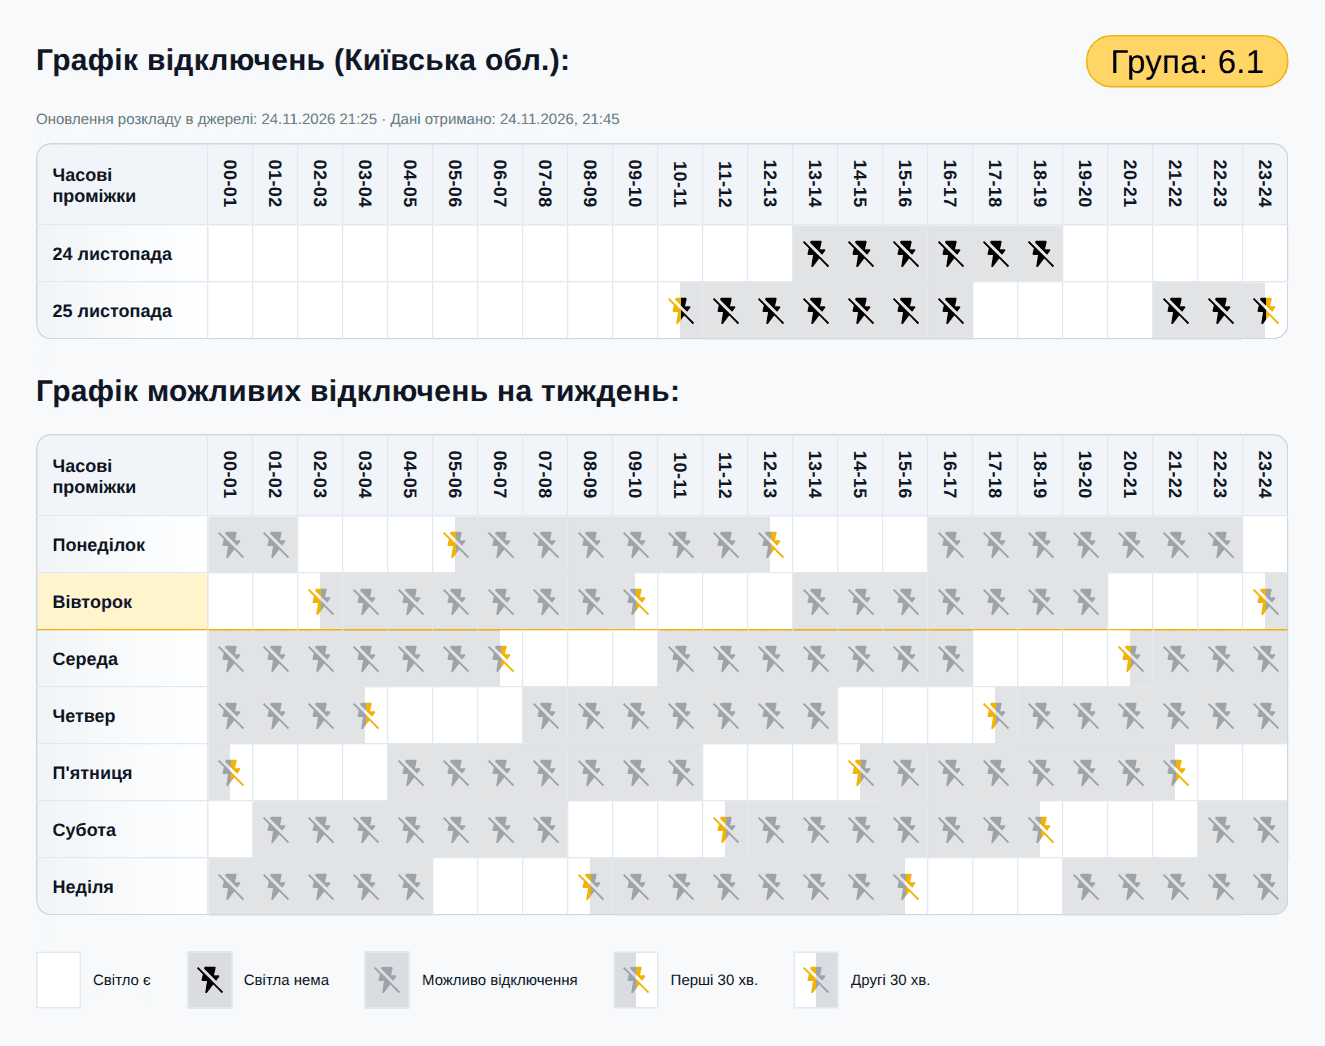 Графік відключень (Київська обл.):
Група: 6.1
Оновлення розкладу в джерелі: 24.11.2026 21:25 · Дані отримано: 24.11.2026, 21:45
Часові проміжки 00-01 01-02 02-03 03-04 04-05 05-06 06-07 07-08 08-09 09-10 10-11 11-12 12-13 13-14 14-15 15-16 16-17 17-18 18-19 19-20 20-21 21-22 22-23 23-24
24 листопада
25 листопада
Графік можливих відключень на тиждень:
Часові проміжки 00-01 01-02 02-03 03-04 04-05 05-06 06-07 07-08 08-09 09-10 10-11 11-12 12-13 13-14 14-15 15-16 16-17 17-18 18-19 19-20 20-21 21-22 22-23 23-24
Понеділок
Вівторок
Середа
Четвер
П'ятниця
Субота
Неділя
Світло є Світла нема Можливо відключення Перші 30 хв. Другі 30 хв.